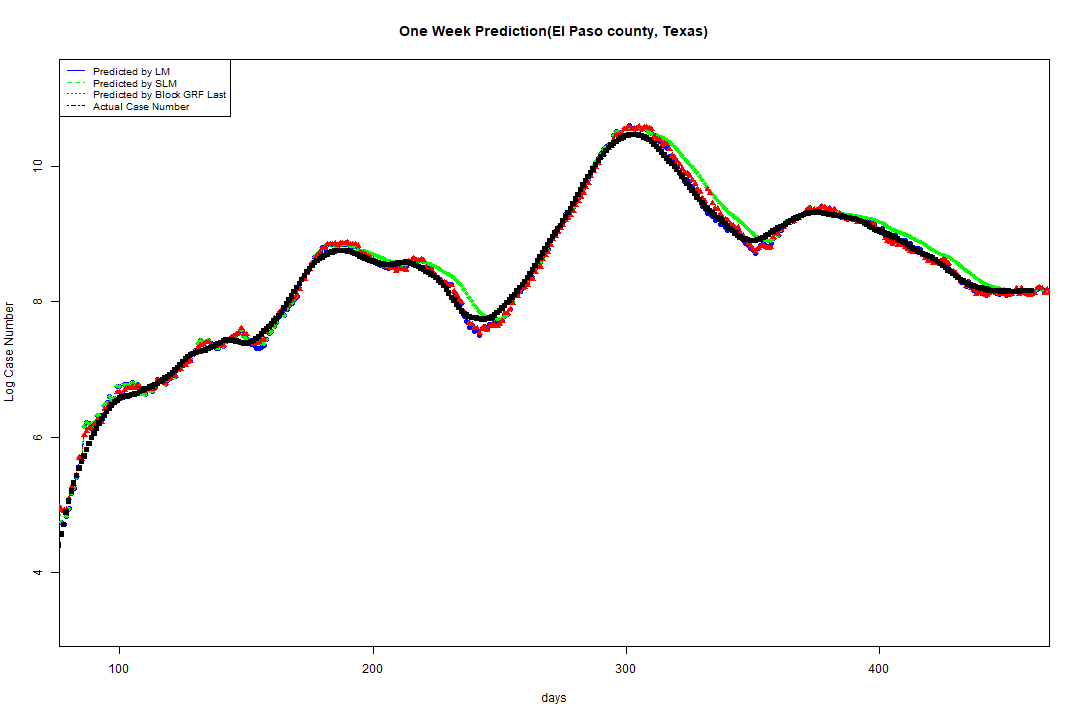 One Week Prediction(El Paso county, Texas)
Predicted by LM
Predicted by SLM
Predicted by Block GRF Last
Actual Case Number
10
8
6
4
Log Case Number
100 200 300 400
days